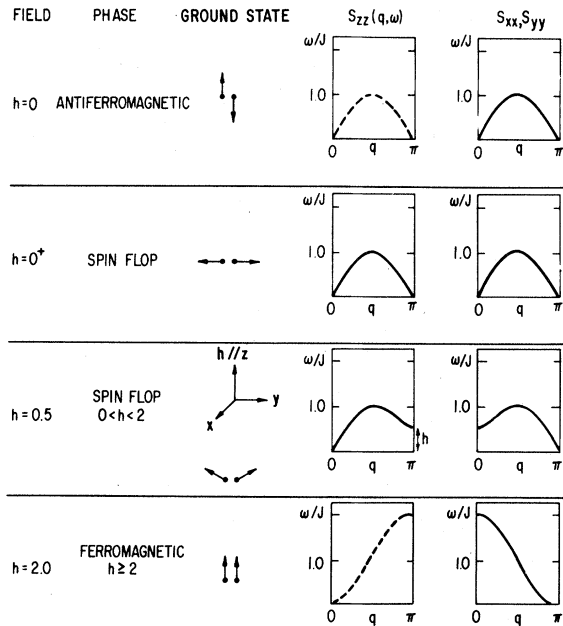 FIELD PHASE GROUND STATE S_zz(q,ω) S_xx,S_yy
ω/J ω/J
h=0 ANTIFERROMAGNETIC 1.0 1.0
0 q π 0 q π
ω/J ω/J
h=0⁺ SPIN FLOP 1.0 1.0
0 q π 0 q π
h//z ω/J ω/J
SPIN FLOP
h=0.5 0<h<2 x y 1.0 1.0
h
0 q π 0 q π
ω/J ω/J
FERROMAGNETIC
h=2.0 h≥2 1.0 1.0
0 q π 0 q π